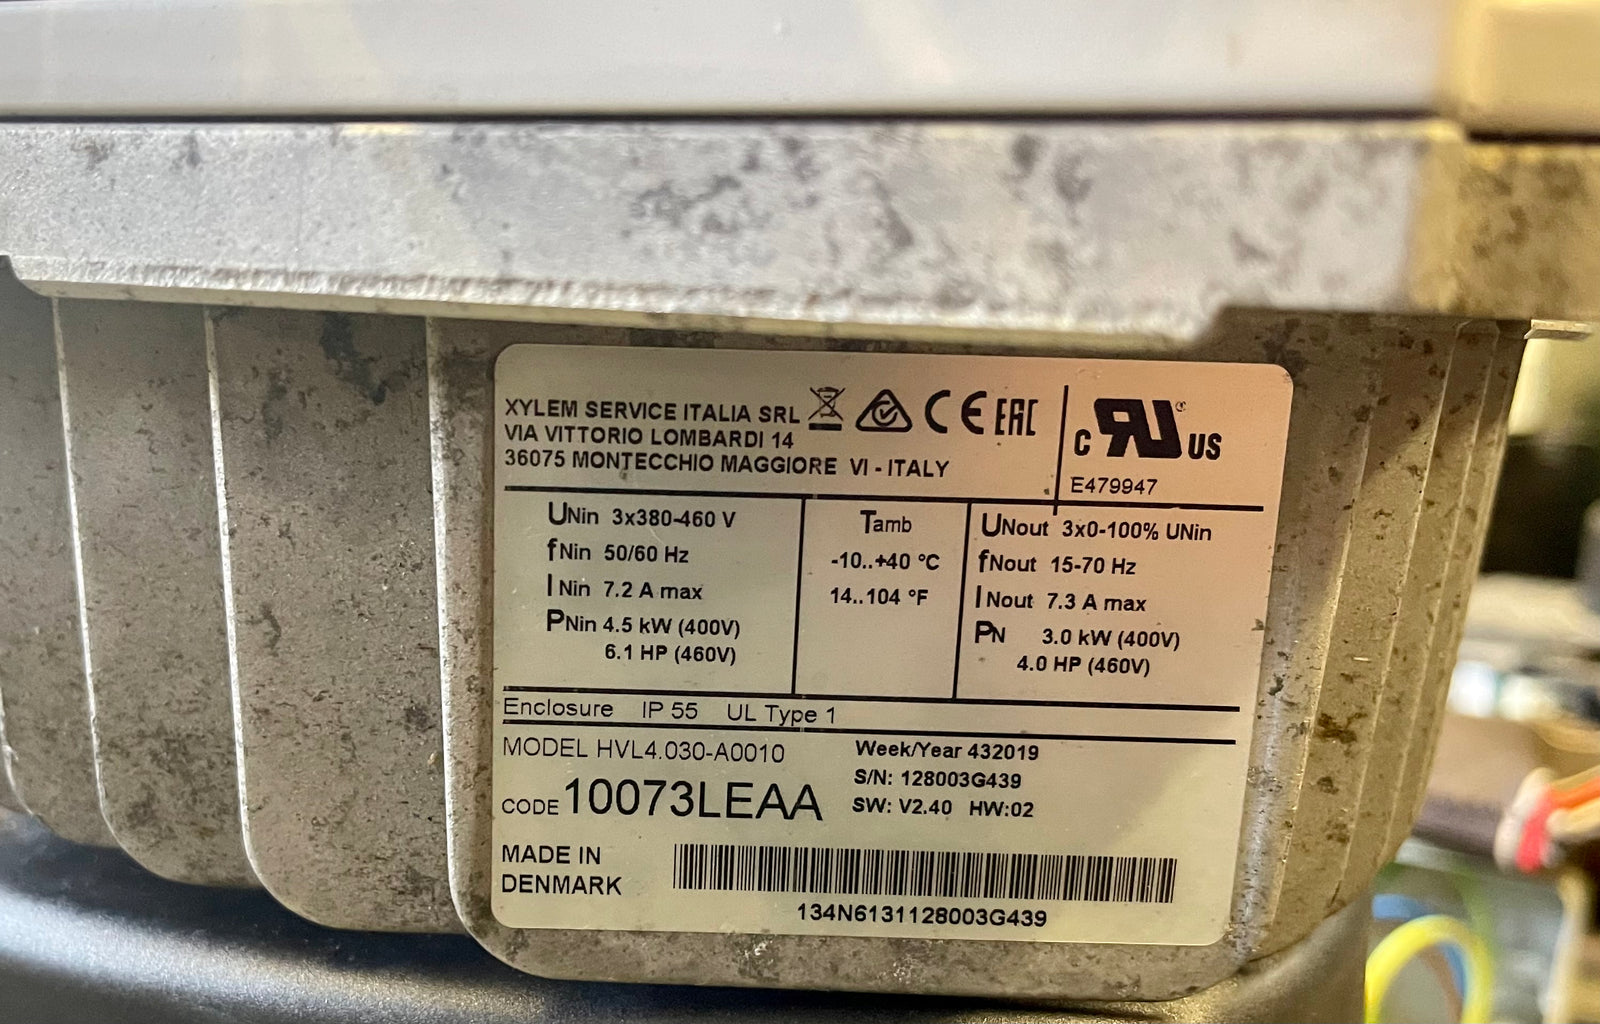 XYLEM SERVICE ITALIA SRL
VIA VITTORIO LOMBARDI 14
36075 MONTECCHIO MAGGIORE VI - ITALY
CE EAC
c RU ® US
E479947
UNin 3x380-460 V
fNin 50/60 Hz
INin 7.2 A max
PNin 4.5 kW (400V)
6.1 HP (460V)
Tamb
-10..+40 °C
14..104 °F
UNout 3x0-100% UNin
fNout 15-70 Hz
INout 7.3 A max
PN 3.0 kW (400V)
4.0 HP (460V)
Enclosure IP 55 UL Type 1
MODEL HVL4.030-A0010
CODE 10073LEAA
Week/Year 432019
S/N: 128003G439
SW: V2.40 HW:02
MADE IN
DENMARK
134N6131128003G439